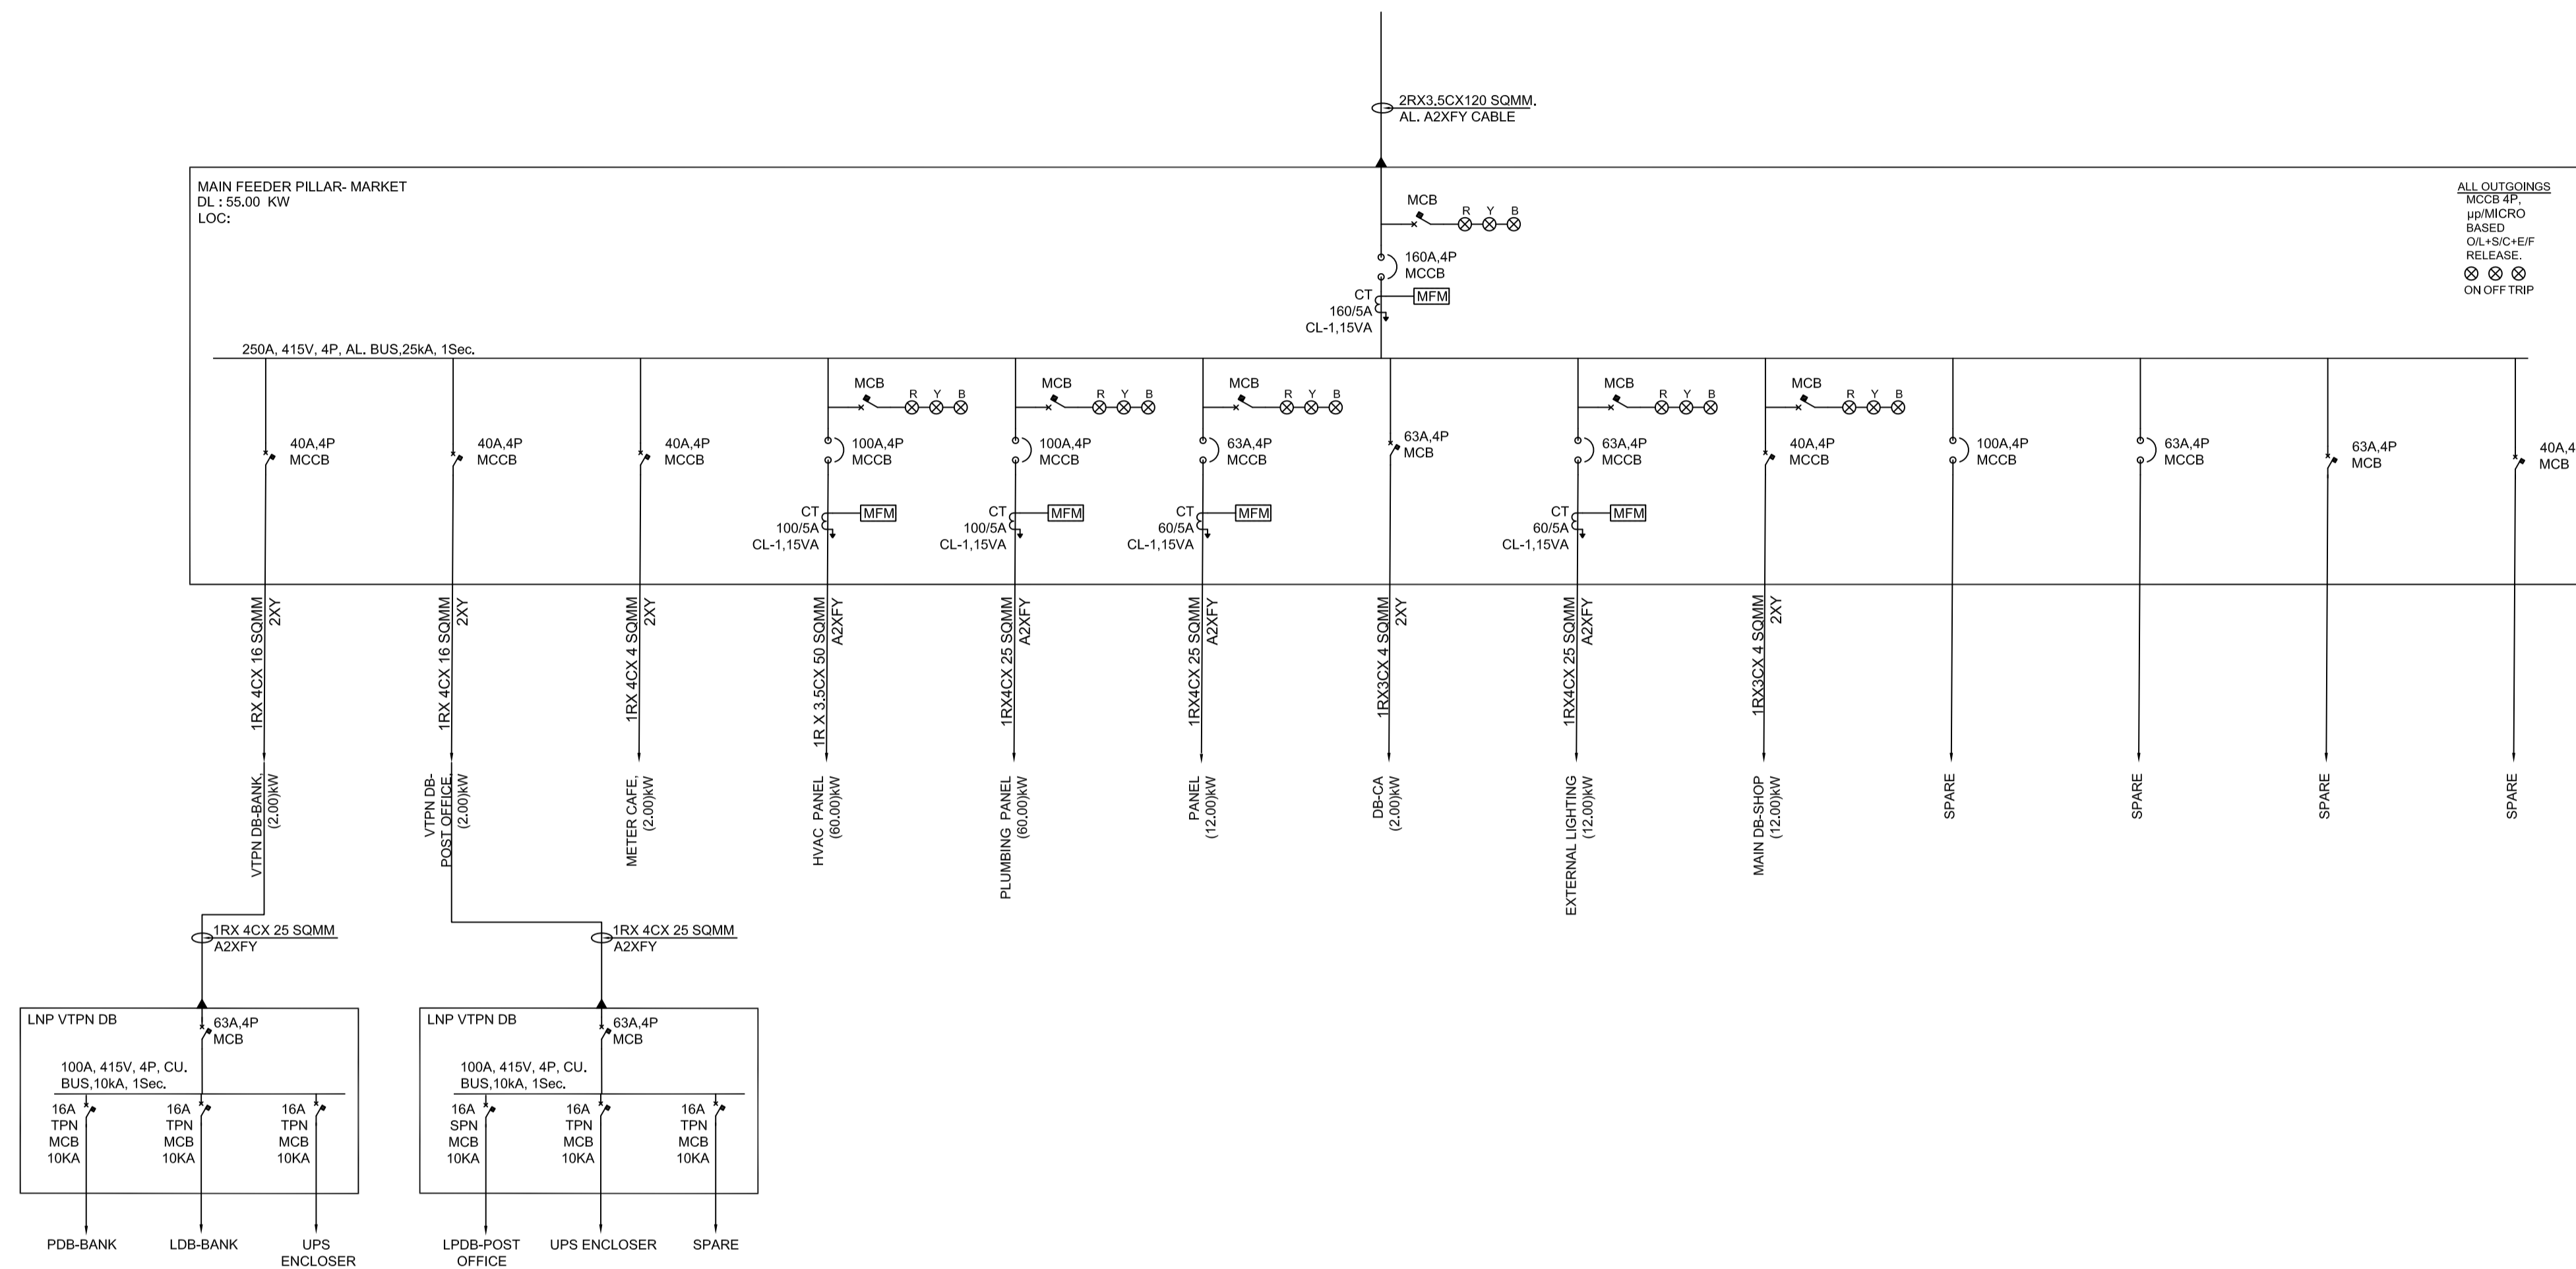 2RX3.5CX120 SQMM.
AL. A2XFY CABLE
MAIN FEEDER PILLAR- MARKET
DL : 55.00 KW
LOC:
ALL OUTGOINGS
MCCB 4P,
µp/MICRO
BASED
O/L+S/C+E/F
RELEASE.
ON OFF TRIP
MCB
R Y B
160A,4P
MCCB
CT
160/5A
CL-1,15VA
MFM
250A, 415V, 4P, AL. BUS,25kA, 1Sec.
40A,4P
MCCB
1RX 4CX 16 SQMM
2XY
VTPN DB-BANK,
(2.00)kW
40A,4P
MCCB
1RX 4CX 16 SQMM
2XY
VTPN DB-
POST OFFICE,
(2.00)kW
40A,4P
MCCB
1RX 4CX 4 SQMM
2XY
METER CAFE,
(2.00)kW
MCB
R Y B
100A,4P
MCCB
CT
100/5A
CL-1,15VA
MFM
1R X 3.5CX 50 SQMM
A2XFY
HVAC PANEL
(60.00)kW
MCB
R Y B
100A,4P
MCCB
CT
100/5A
CL-1,15VA
MFM
1RX4CX 25 SQMM
A2XFY
PLUMBING PANEL
(60.00)kW
MCB
R Y B
63A,4P
MCCB
CT
60/5A
CL-1,15VA
MFM
1RX4CX 25 SQMM
A2XFY
PANEL
(12.00)kW
63A,4P
MCB
1RX3CX 4 SQMM
2XY
DB-CA
(2.00)kW
MCB
R Y B
63A,4P
MCCB
CT
60/5A
CL-1,15VA
MFM
1RX4CX 25 SQMM
A2XFY
EXTERNAL LIGHTING
(12.00)kW
MCB
R Y B
40A,4P
MCCB
1RX3CX 4 SQMM
2XY
MAIN DB-SHOP
(12.00)kW
100A,4P
MCCB
SPARE
63A,4P
MCCB
SPARE
63A,4P
MCB
SPARE
40A,4
MCB
SPARE
1RX 4CX 25 SQMM
A2XFY
LNP VTPN DB
63A,4P
MCB
100A, 415V, 4P, CU.
BUS,10kA, 1Sec.
16A
TPN
MCB
10KA
16A
TPN
MCB
10KA
16A
TPN
MCB
10KA
PDB-BANK
LDB-BANK
UPS
ENCLOSER
1RX 4CX 25 SQMM
A2XFY
LNP VTPN DB
63A,4P
MCB
100A, 415V, 4P, CU.
BUS,10kA, 1Sec.
16A
SPN
MCB
10KA
16A
TPN
MCB
10KA
16A
TPN
MCB
10KA
LPDB-POST
OFFICE
UPS ENCLOSER
SPARE